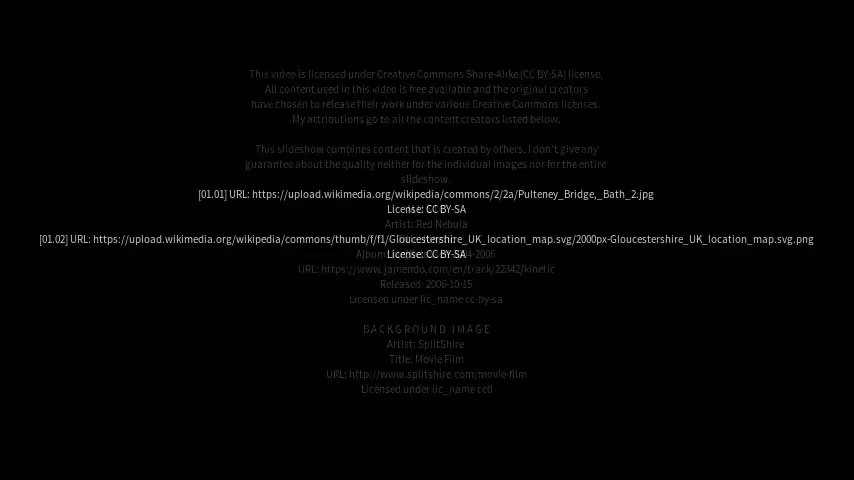 This video is licensed under Creative Commons Share-Alike (CC BY-SA) license.
All content used in this video is free available and the original creators
have chosen to release their work under various Creative Commons licenses.
My attributions go to all the content creators listed below.
This slideshow combines content that is created by others. I don't give any
guarantee about the quality neither for the individual images nor for the entire
slideshow.
[01.01] URL: https://upload.wikimedia.org/wikipedia/commons/2/2a/Pulteney_Bridge,_Bath_2.jpg
License: CC BY-SA
Artist: Red Nebula
[01.02] URL: https://upload.wikimedia.org/wikipedia/commons/thumb/f/f1/Gloucestershire_UK_location_map.svg/2000px-Gloucestershire_UK_location_map.svg.png
Album: 2006
License: CC BY-SA
URL: https://www.jamendo.com/en/track/22342/kinetic
Released: 2006-10-15
Licensed under lic_name cc-by-sa
BACKGROUND IMAGE
Artist: SplitShire
Title: Movie Film
URL: http://www.splitshire.com/movie-film
Licensed under lic_name cc0